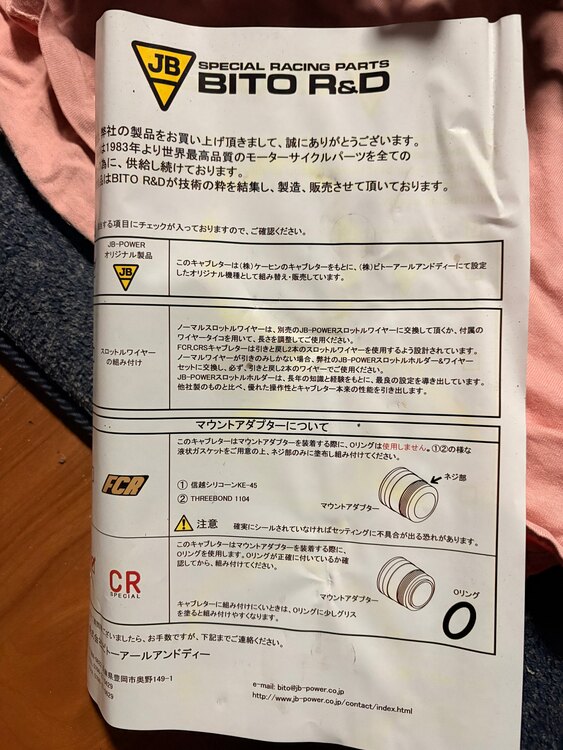 JB
SPECIAL RACING PARTS
BITO R&D
弊社の製品をお買い上げ頂きまして、誠にありがとうございます。
は1983年より世界最高品質のモーターサイクルパーツを全ての
為に、供給し続けております。
品はBITO R&Dが技術の粋を結集し、製造、販売させて頂いております。
する項目にチェックが入っておりますので、ご確認ください。
JB-POWER
オリジナル製品
JB
このキャブレターは(株)ケーヒンのキャブレターをもとに、(株)ビトーアールアンドディーにて設定
したオリジナル機種として組み替え・販売しています。
スロットルワイヤー
の組み付け
ノーマルスロットルワイヤーは、別売のJB-POWERスロットルワイヤーに交換して頂くか、付属の
ワイヤータイコを用いて、長さを調整してご使用ください。
FCR,CRSキャブレターは引きと戻し2本のスロットルワイヤーを使用するよう設計されています。
ノーマルワイヤーが引きのみしかない場合、弊社のJB-POWERスロットルホルダー&ワイヤー
セットに交換し、必ず、引きと戻し2本のワイヤーでご使用ください。
JB-POWERスロットルホルダーは、長年の知識と経験をもとに、最良の設定を導き出しています。
他社製のものと比べ、優れた操作性とキャブレター本来の性能を引き出します。
マウントアダプターについて
FCR
このキャブレターはマウントアダプターを装着する際に、Oリングは使用しません。①②の様な
液状ガスケットをご用意の上、ネジ部のみに塗布し組み付けてください。
① 信越シリコーンKE-45
② THREEBOND 1104
マウントアダプター
ネジ部
注意 確実にシールされていなければセッティングに不具合が出る恐れがあります。
CR
SPECIAL
このキャブレターはマウントアダプターを装着する際に、
Oリングを使用します。Oリングが正確に付いているか確
認してから、組み付けてください。
マウントアダプター
Oリング
キャブレターに組み付けにくいときは、Oリングに少しグリス
を塗ると組み付けやすくなります。
ございましたら、お手数ですが、下記までご連絡ください。
ビトーアールアンドディー
県豊岡市奥野149-1
e-mail: bito@jb-power.co.jp
http://www.jb-power.co.jp/contact/index.html